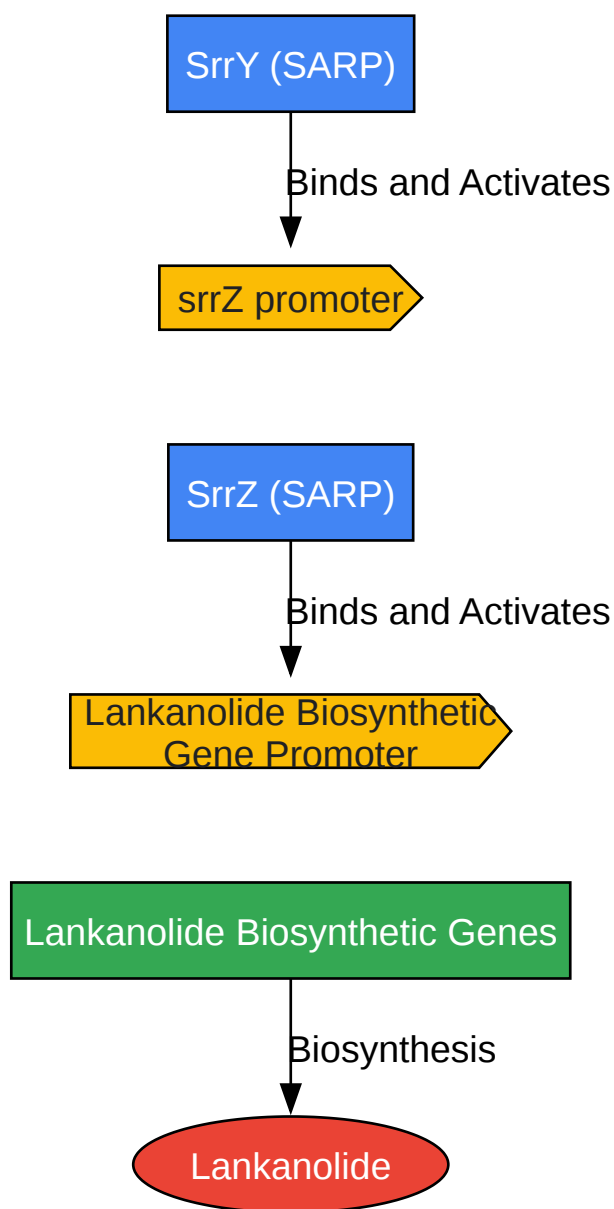 SrrY (SARP)
Binds and Activates
srrZ promoter
SrrZ (SARP)
Binds and Activates
Lankanolide Biosynthetic
Gene Promoter
Lankanolide Biosynthetic Genes
Biosynthesis
Lankanolide